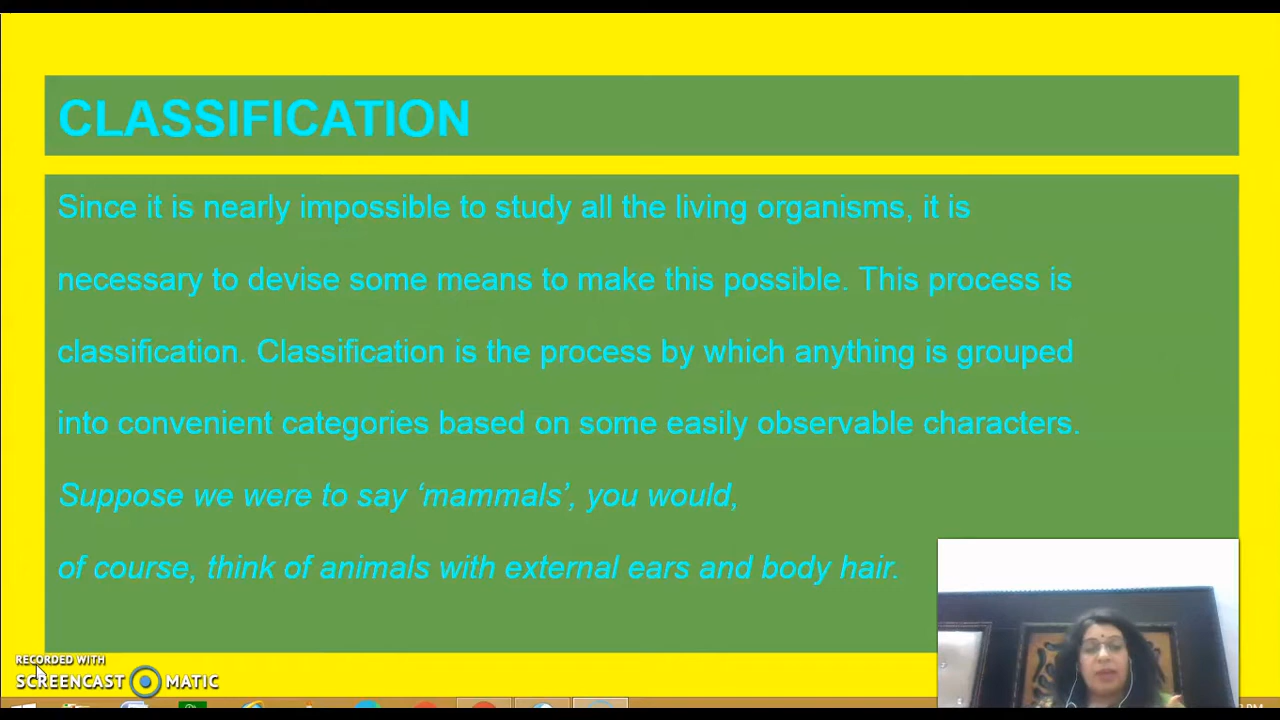 CLASSIFICATION
Since it is nearly impossible to study all the living organisms, it is
necessary to devise some means to make this possible. This process is
classification. Classification is the process by which anything is grouped
into convenient categories based on some easily observable characters.
Suppose we were to say ‘mammals’, you would,
of course, think of animals with external ears and body hair.
RECORDED WITH
SCREENCAST MATIC
PM